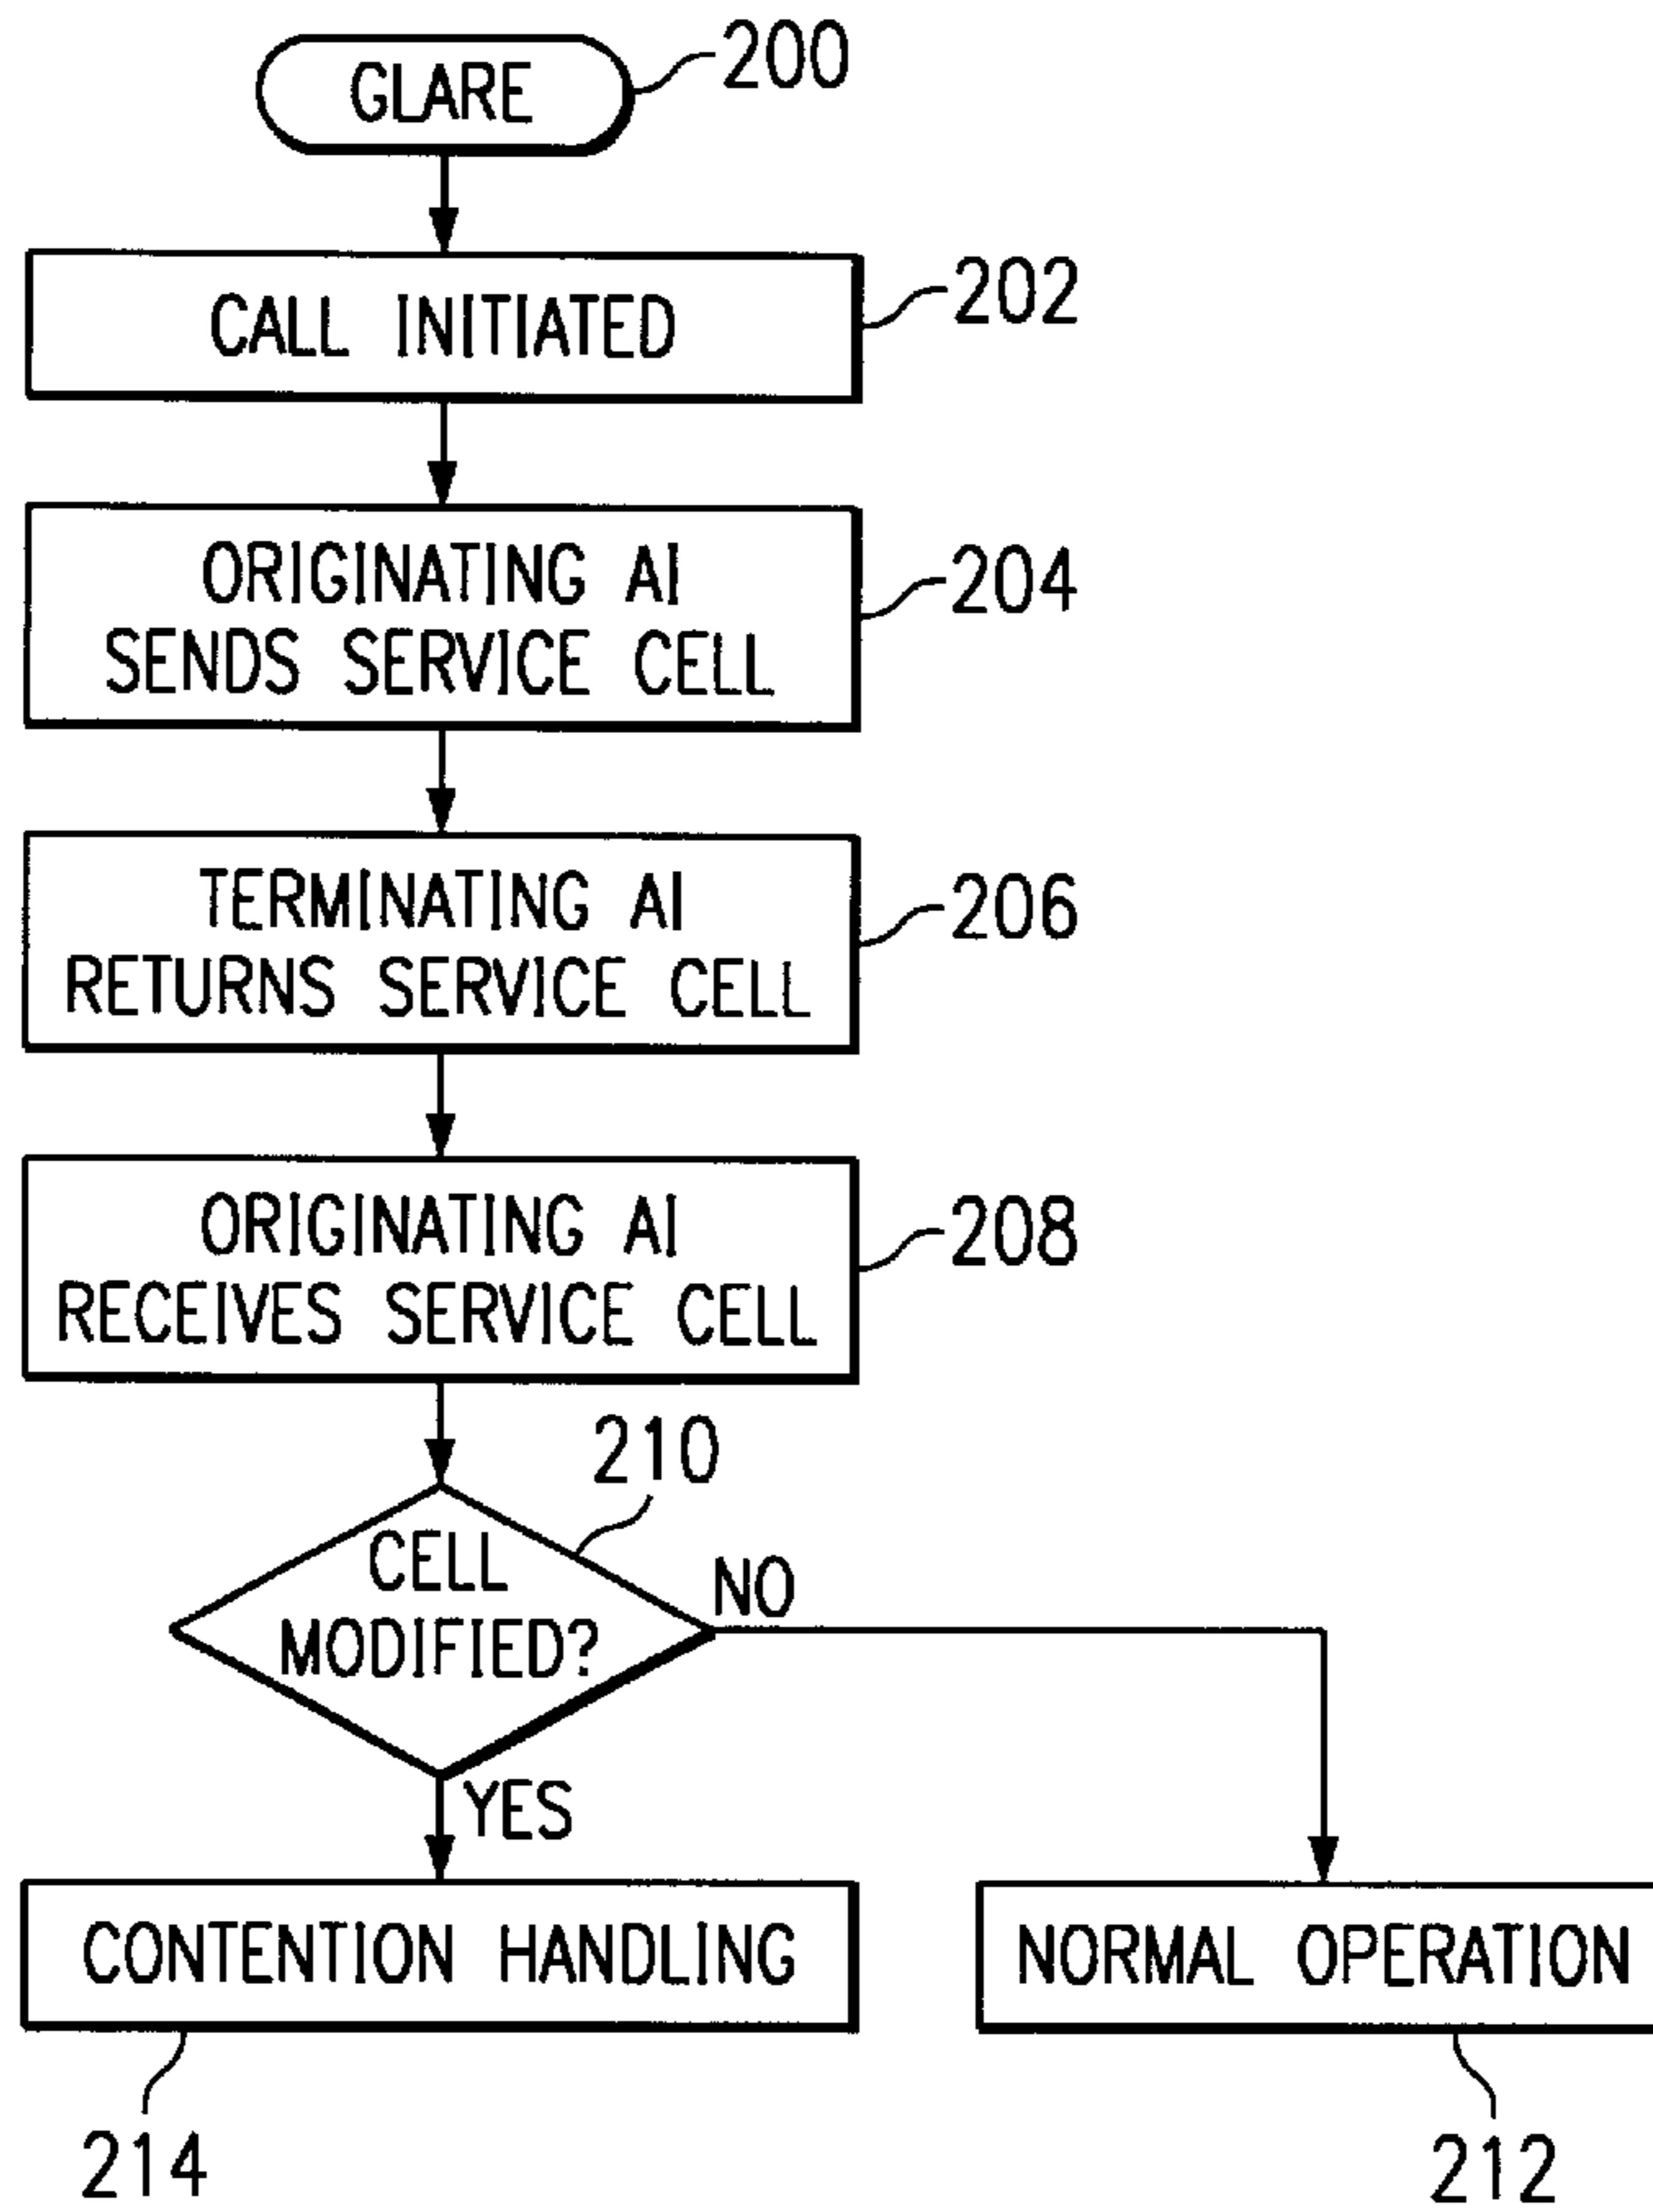 GLARE
200
CALL INITIATED
202
ORIGINATING AI
SENDS SERVICE CELL
204
TERMINATING AI
RETURNS SERVICE CELL
206
ORIGINATING AI
RECEIVES SERVICE CELL
208
210
CELL
MODIFIED?
NO
YES
CONTENTION HANDLING
NORMAL OPERATION
214
212